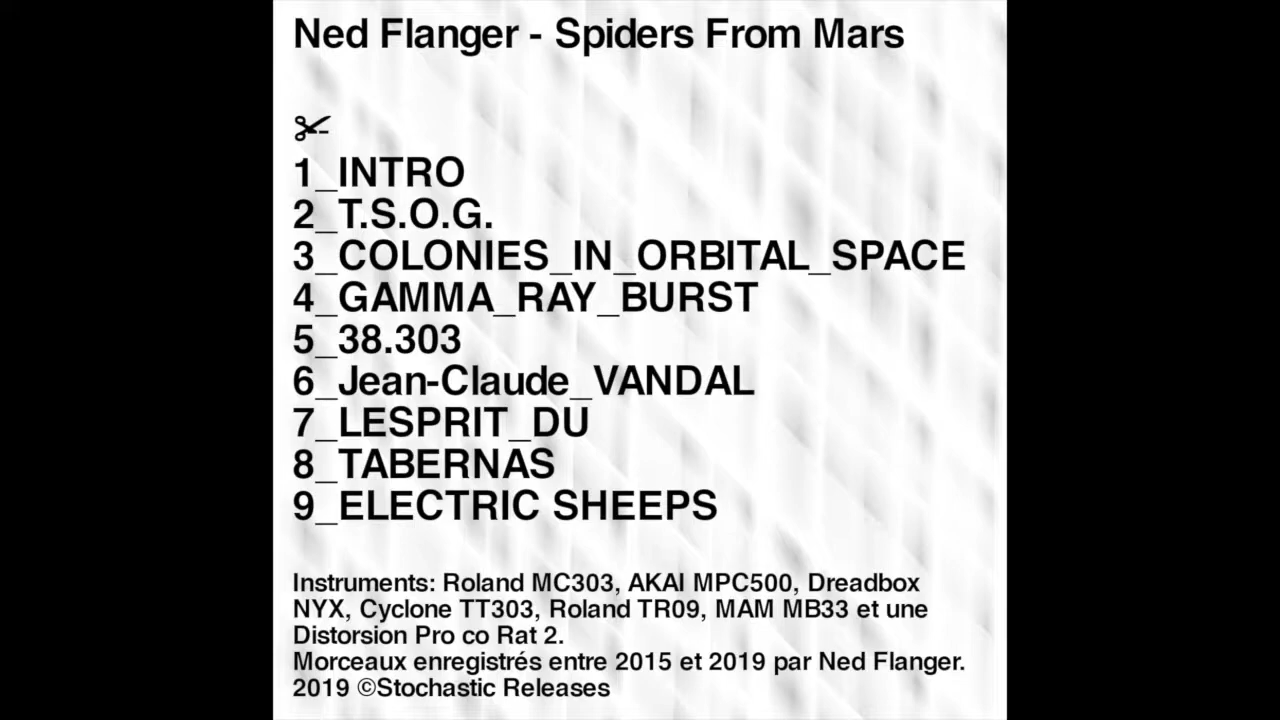 Ned Flanger - Spiders From Mars
1_INTRO
2_T.S.O.G.
3_COLONIES_IN_ORBITAL_SPACE
4_GAMMA_RAY_BURST
5_38.303
6_Jean-Claude_VANDAL
7_LESPRIT_DU
8_TABERNAS
9_ELECTRIC SHEEPS
Instruments: Roland MC303, AKAI MPC500, Dreadbox
NYX, Cyclone TT303, Roland TR09, MAM MB33 et une
Distorsion Pro co Rat 2.
Morceaux enregistrés entre 2015 et 2019 par Ned Flanger.
2019 ©Stochastic Releases